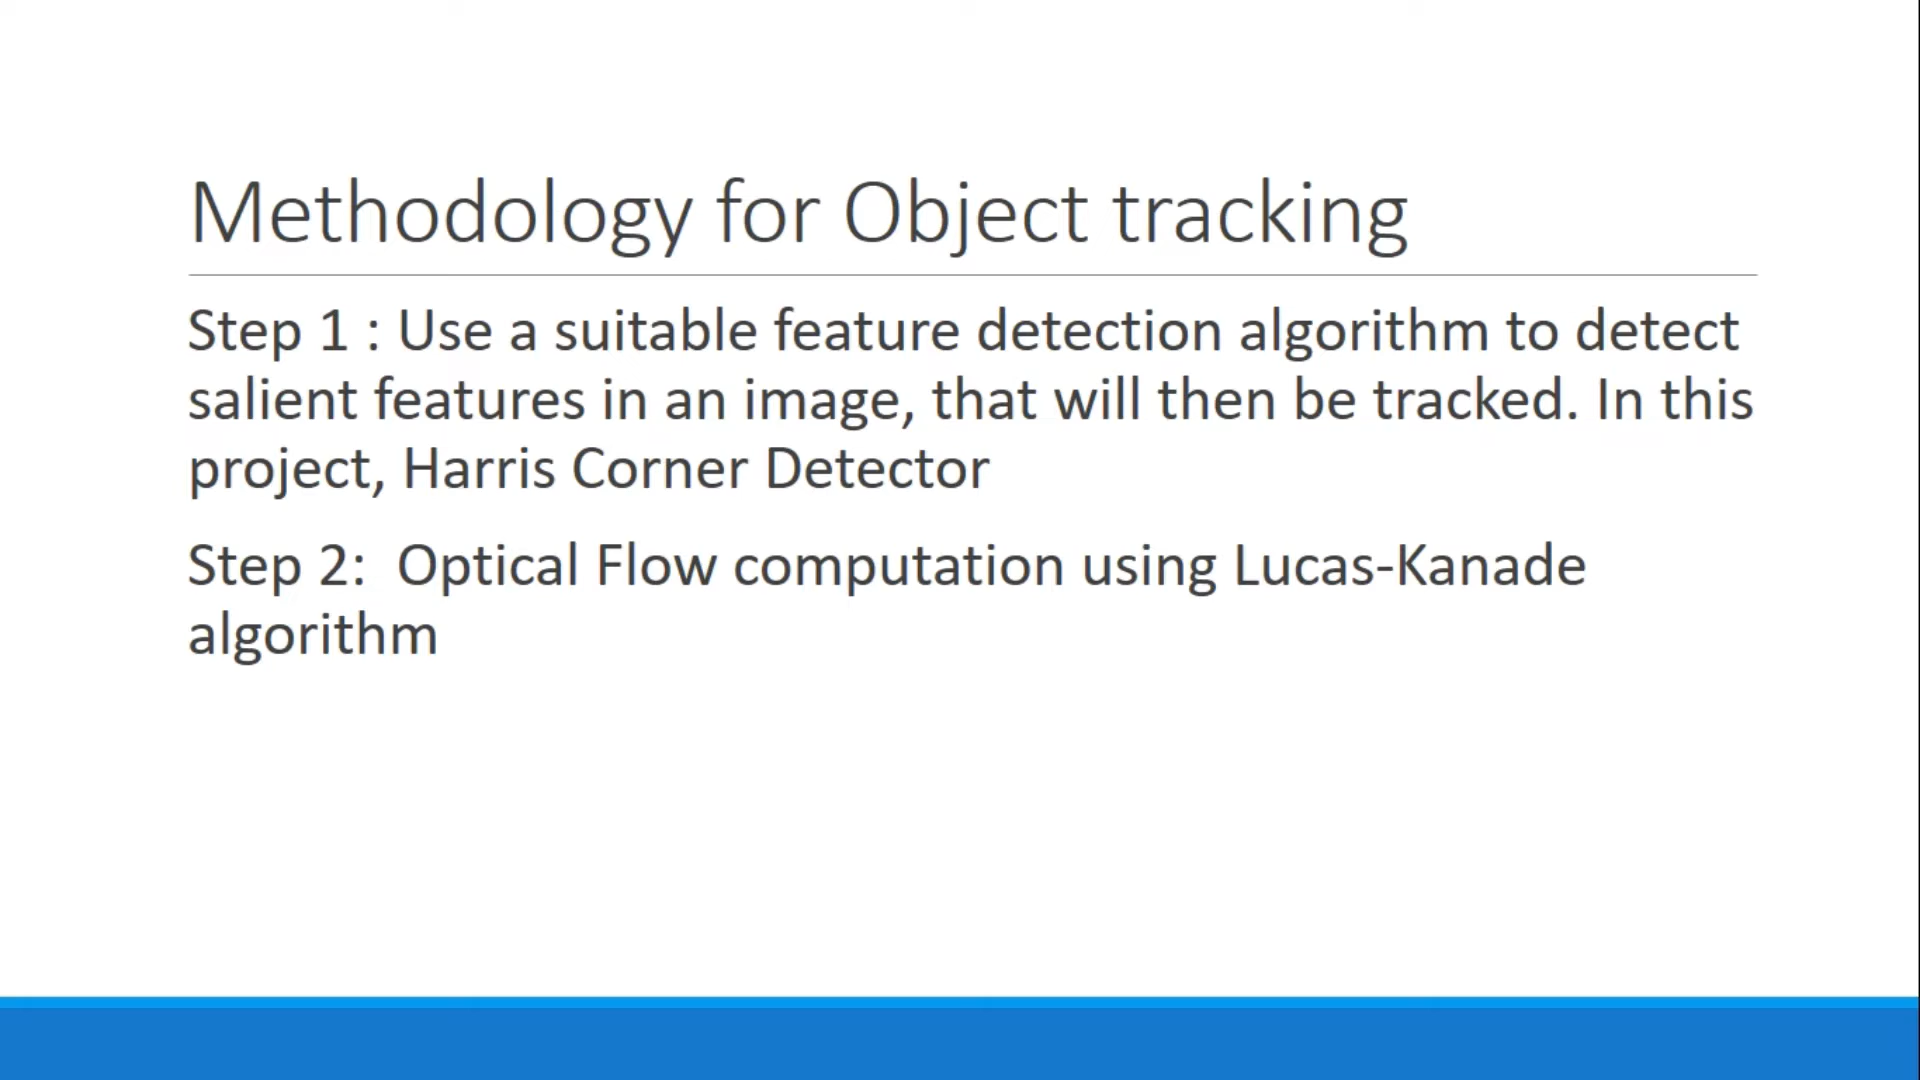 Methodology for Object tracking
Step 1 : Use a suitable feature detection algorithm to detect
salient features in an image, that will then be tracked. In this
project, Harris Corner Detector
Step 2:  Optical Flow computation using Lucas-Kanade
algorithm